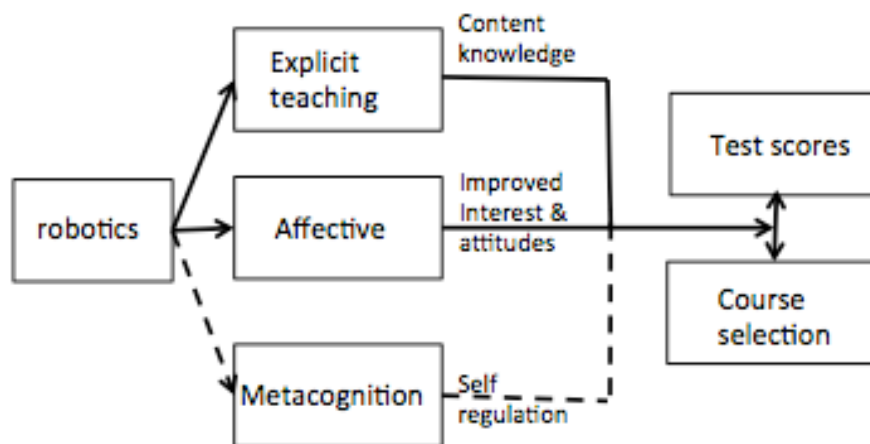 Content
knowledge
Explicit
teaching
Test scores
robotics
Affective
Improved
Interest &
attitudes
Course
selection
Metacognition
Self
regulation